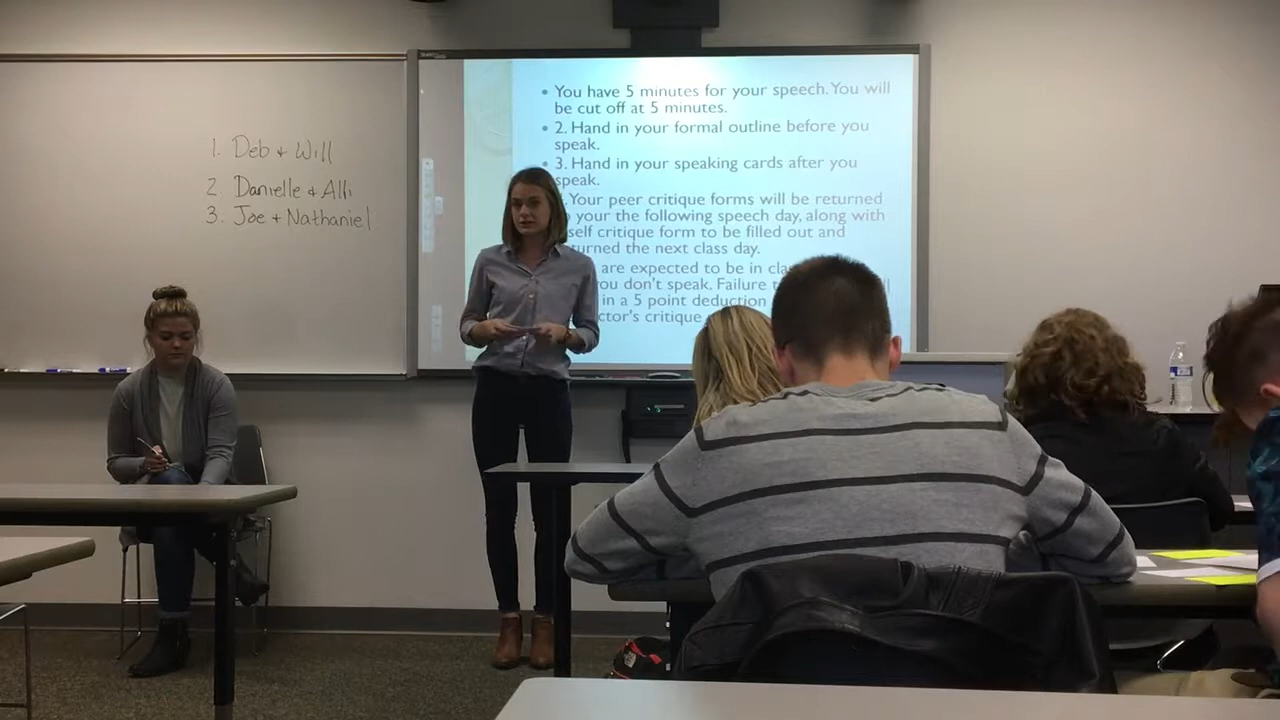 1. Deb + Will
2 Danielle & Alli
3. Joe + Nathaniel
• You have 5 minutes for your speech. You will
be cut off at 5 minutes.
• 2. Hand in your formal outline before you
speak.
• 3. Hand in your speaking cards after you
speak.
Your peer critique forms will be returned
your the following speech day, along with
self critique form to be filled out and
the next class day.
are expected to be in
you don't speak. Failure
in a 5 point deduction
critique